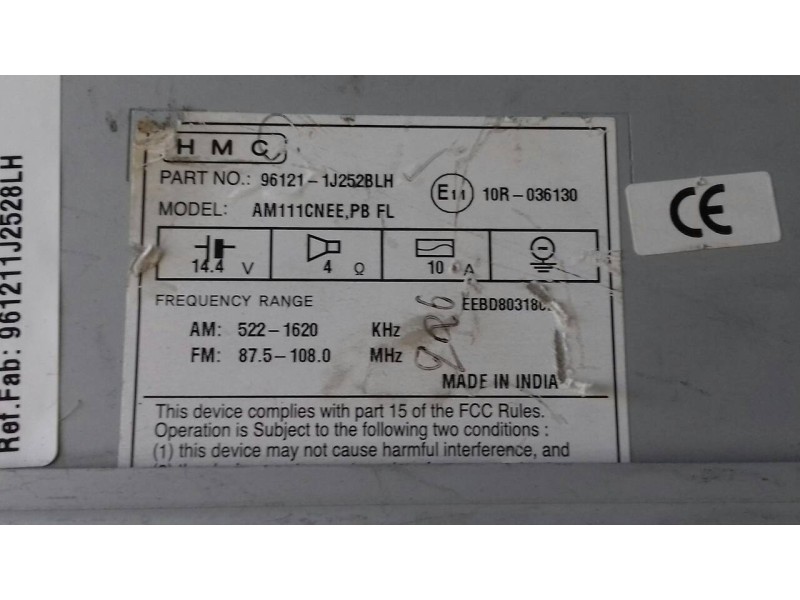 HMC
PART NO.: 96121-1J252BLH
MODEL: AM111CNEE,PB FL
E11 10R-036130
CE
14.4 V 4 Ω 10 A
FREQUENCY RANGE
AM: 522-1620 KHz
FM: 87.5-108.0 MHz
EEBD80318
MADE IN INDIA
This device complies with part 15 of the FCC Rules.
Operation is Subject to the following two conditions :
(1) this device may not cause harmful interference, and
Ref.Fab: 961211J2528LH